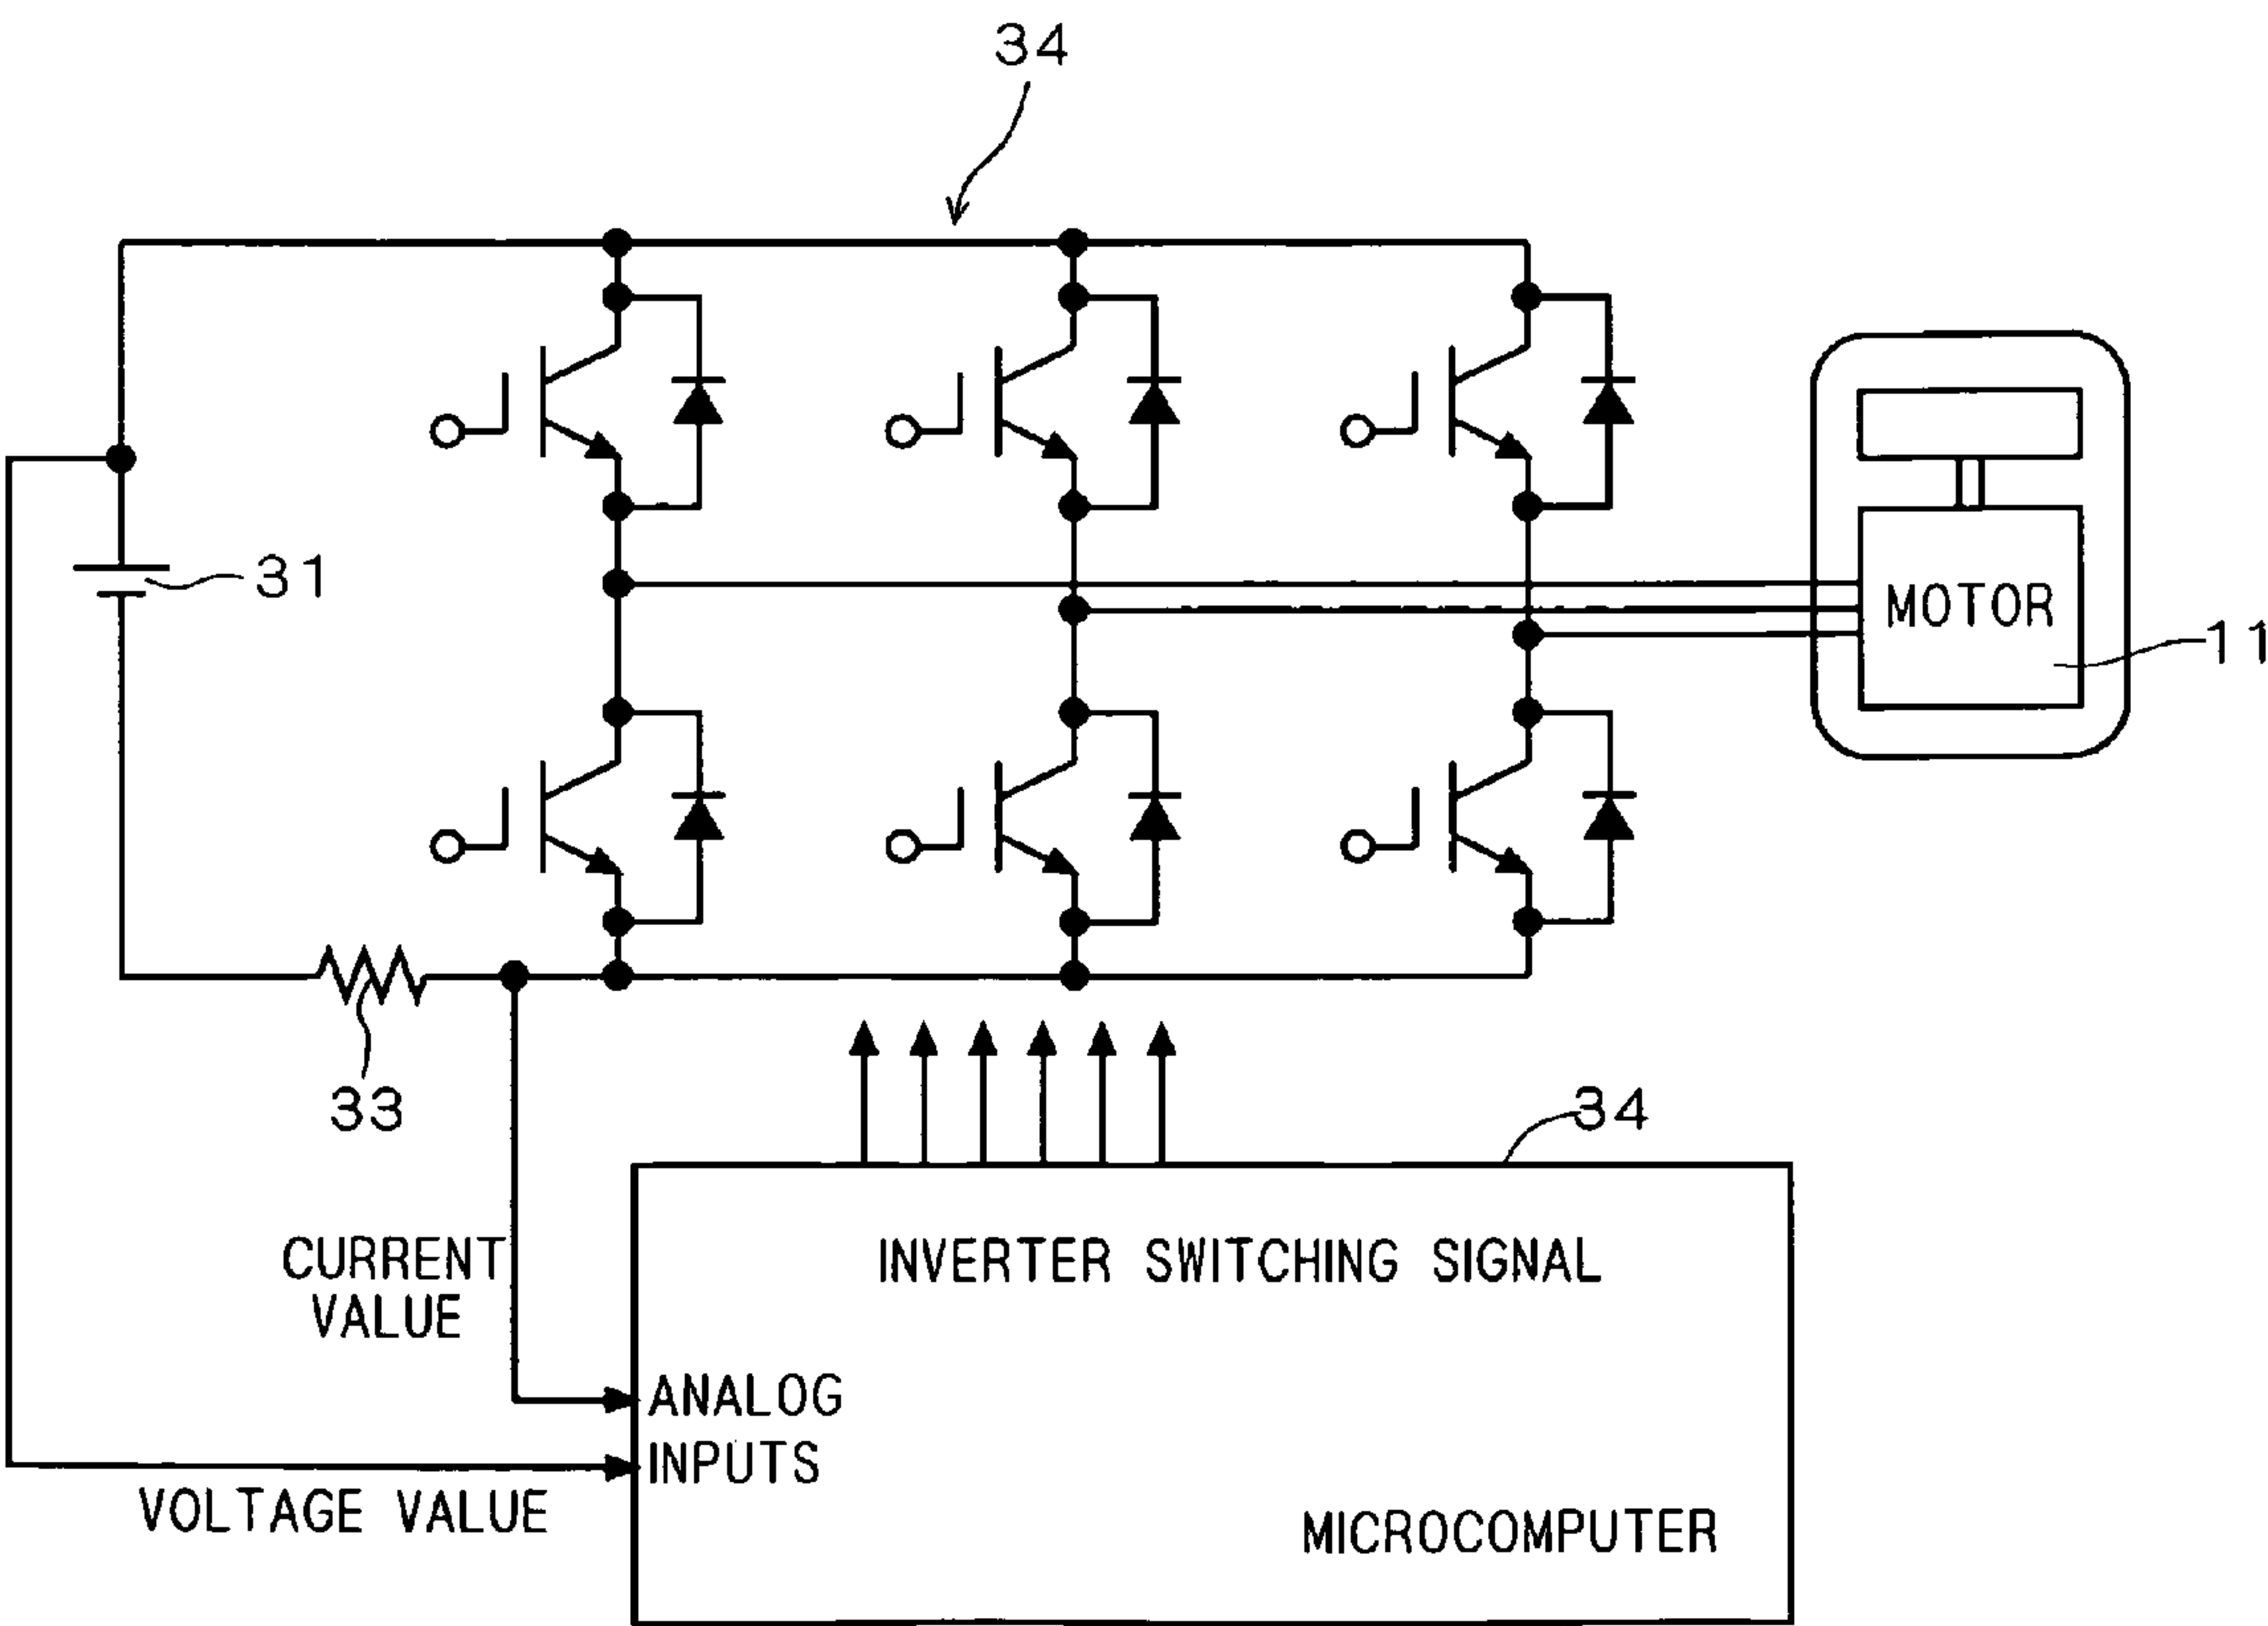 34
31
MOTOR
11
33
34
CURRENT
VALUE
INVERTER SWITCHING SIGNAL
ANALOG
INPUTS
VOLTAGE VALUE
MICROCOMPUTER